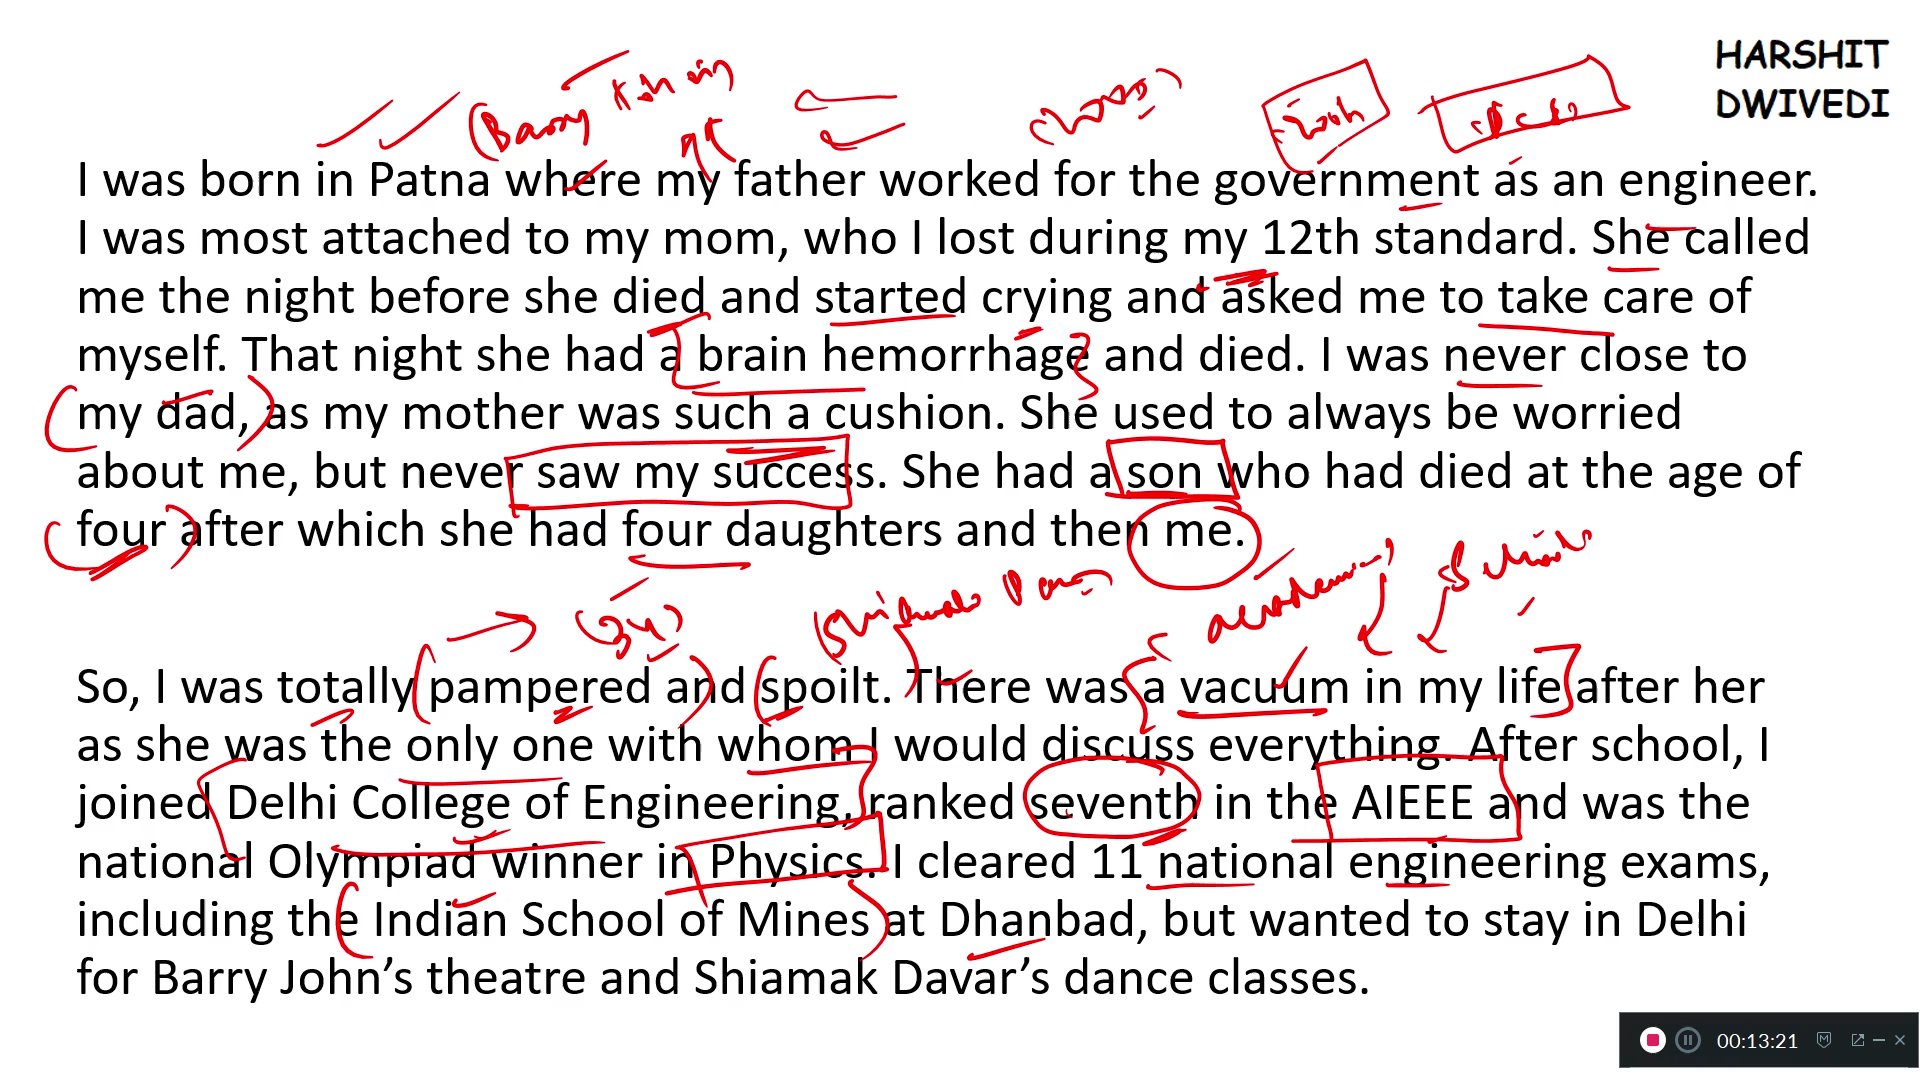 HARSHIT
DWIVEDI
(Barry
I was born in Patna where my father worked for the government as an engineer.
I was most attached to my mom, who I lost during my 12th standard. She called
me the night before she died and started crying and asked me to take care of
myself. That night she had a brain hemorrhage and died. I was never close to
my dad, as my mother was such a cushion. She used to always be worried
about me, but never saw my success. She had a son who had died at the age of
four after which she had four daughters and then me.
So, I was totally pampered and spoilt. There was a vacuum in my life after her
as she was the only one with whom I would discuss everything. After school, I
joined Delhi College of Engineering, ranked seventh in the AIEEE and was the
national Olympiad winner in Physics. I cleared 11 national engineering exams,
including the Indian School of Mines at Dhanbad, but wanted to stay in Delhi
for Barry John’s theatre and Shiamak Davar’s dance classes.
00:13:21